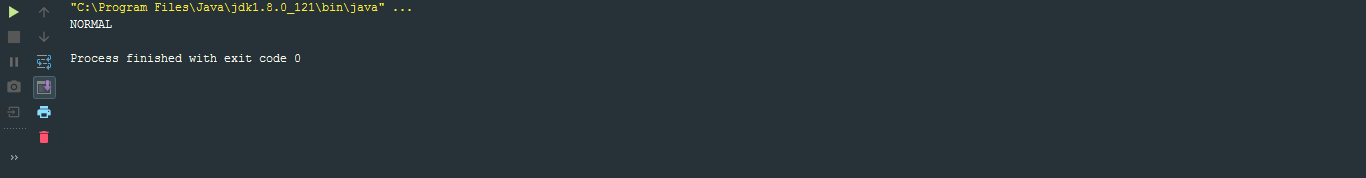 "C:\Program Files\Java\jdk1.8.0_121\bin\java" ...
NORMAL
Process finished with exit code 0